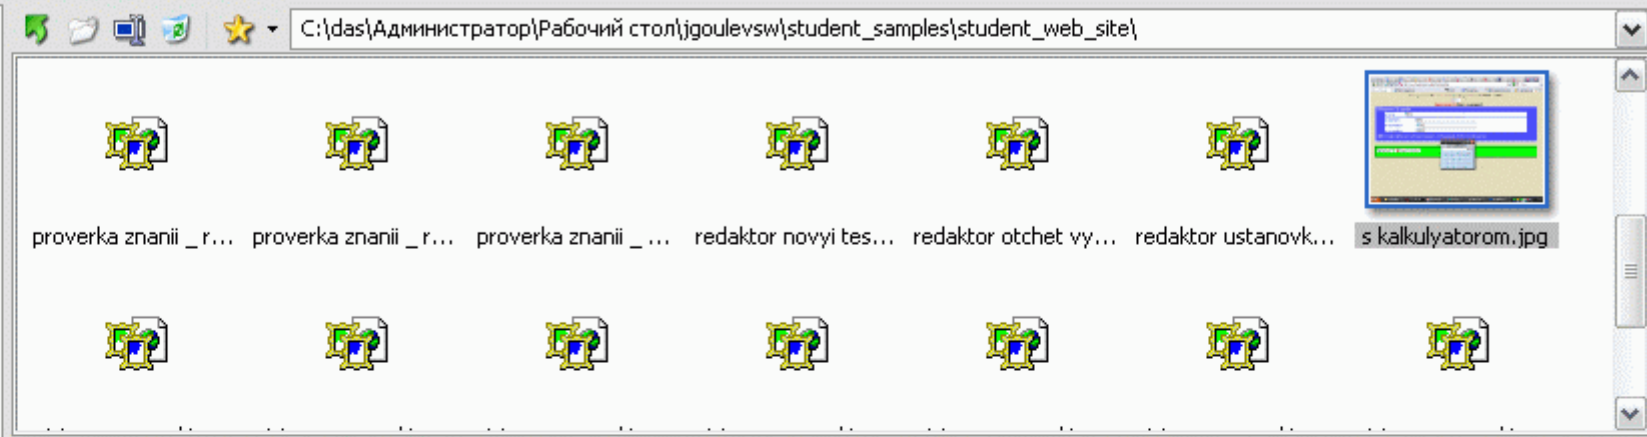 C:\das\Администратор\Рабочий стол\jgoulevsw\student_samples\student_web_site\
proverka znanii _ r... proverka znanii _ r... proverka znanii _ ... redaktor novyi tes... redaktor otchet vy... redaktor ustanovk... s kalkulyatorom.jpg